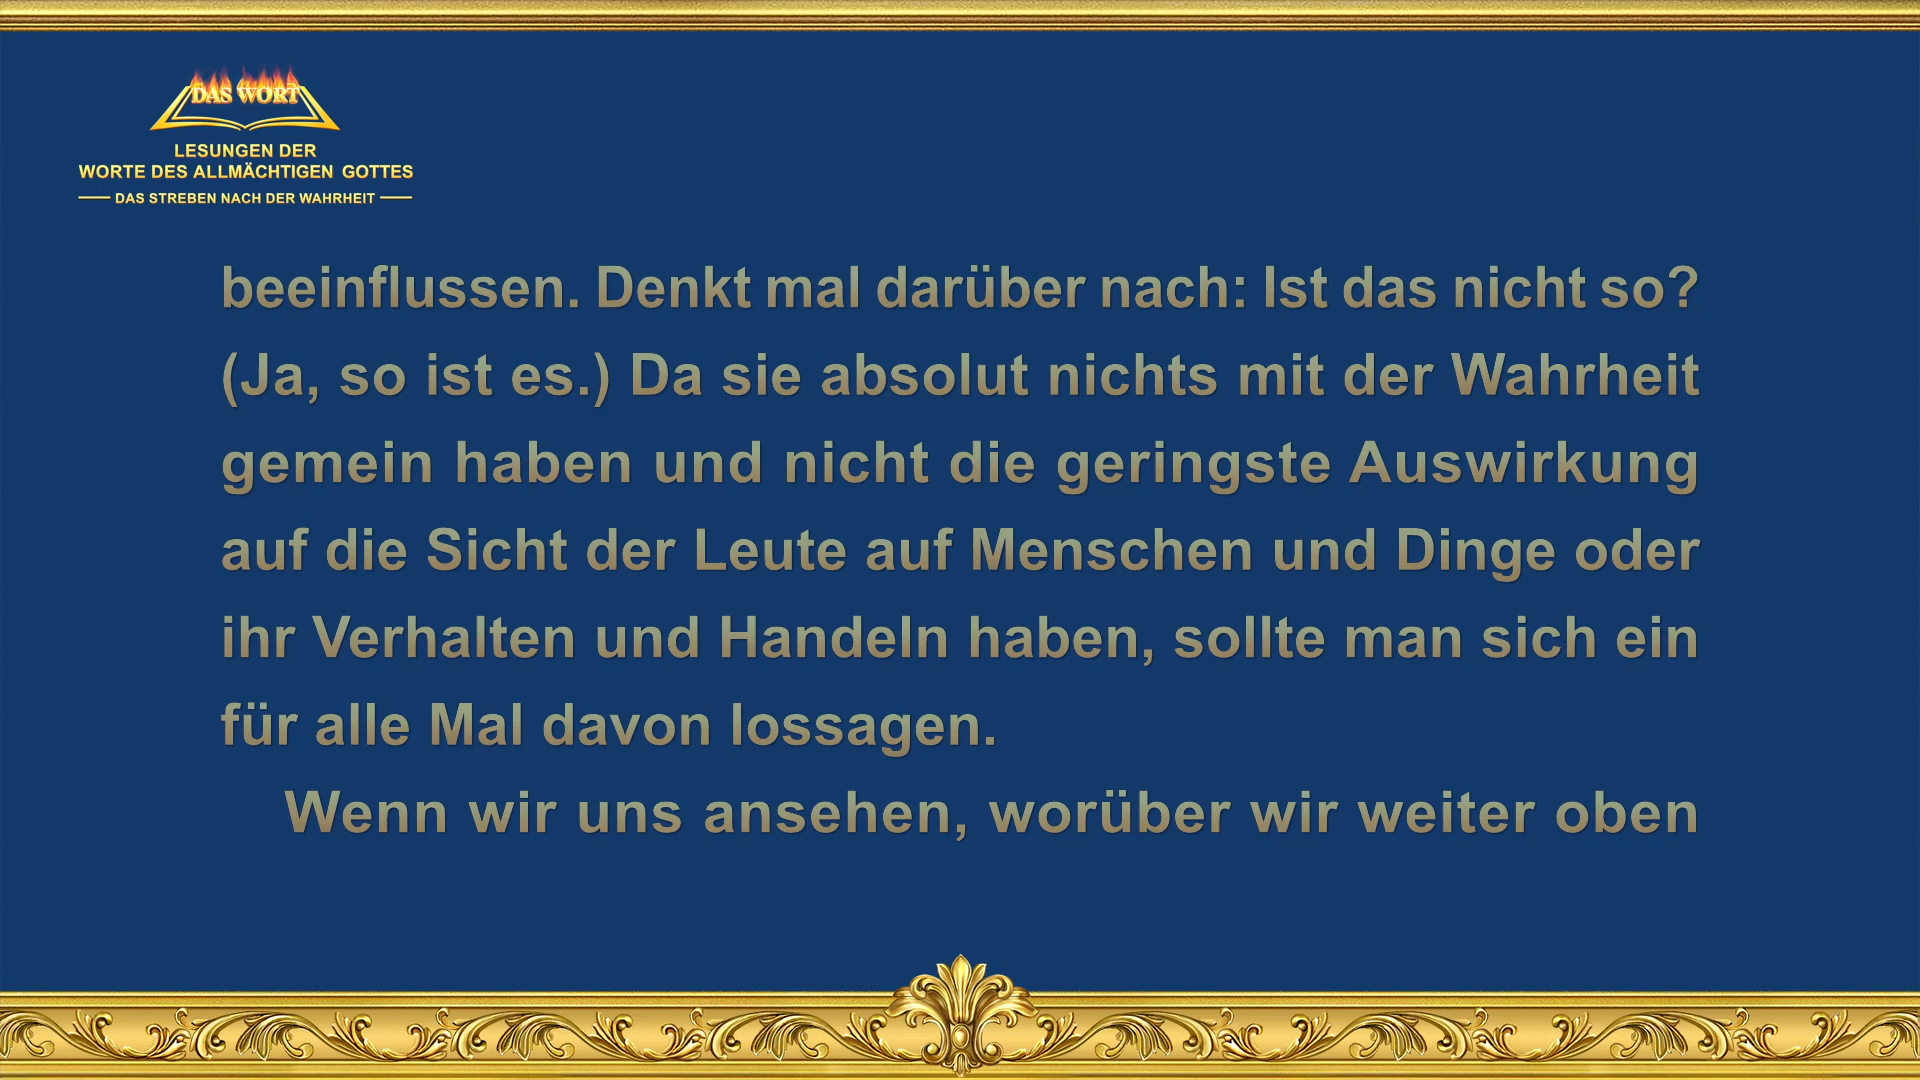 DAS WORT
LESUNGEN DER
WORTE DES ALLMÄCHTIGEN GOTTES
DAS STREBEN NACH DER WAHRHEIT
beeinflussen. Denkt mal darüber nach: Ist das nicht so?
(Ja, so ist es.) Da sie absolut nichts mit der Wahrheit
gemein haben und nicht die geringste Auswirkung
auf die Sicht der Leute auf Menschen und Dinge oder
ihr Verhalten und Handeln haben, sollte man sich ein
für alle Mal davon lossagen.
Wenn wir uns ansehen, worüber wir weiter oben